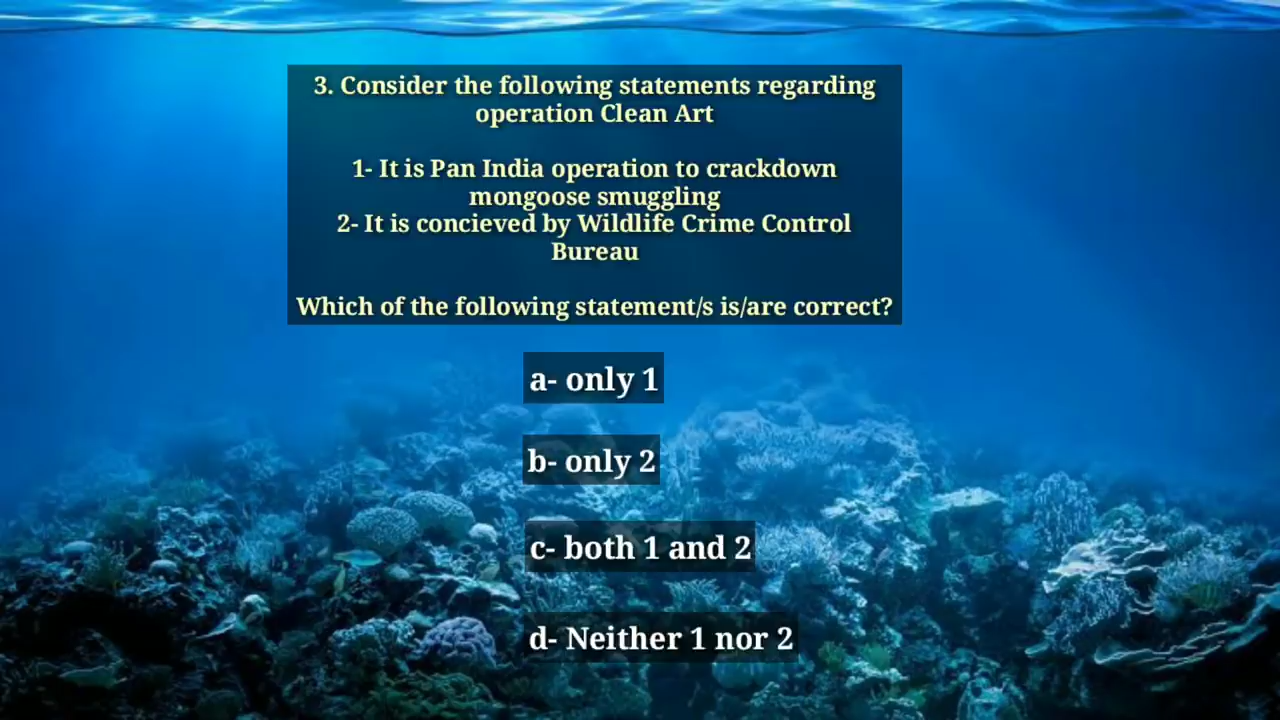 3. Consider the following statements regarding
operation Clean Art
1- It is Pan India operation to crackdown
mongoose smuggling
2- It is concieved by Wildlife Crime Control
Bureau
Which of the following statement/s is/are correct?
a- only 1
b- only 2
c- both 1 and 2
d- Neither 1 nor 2